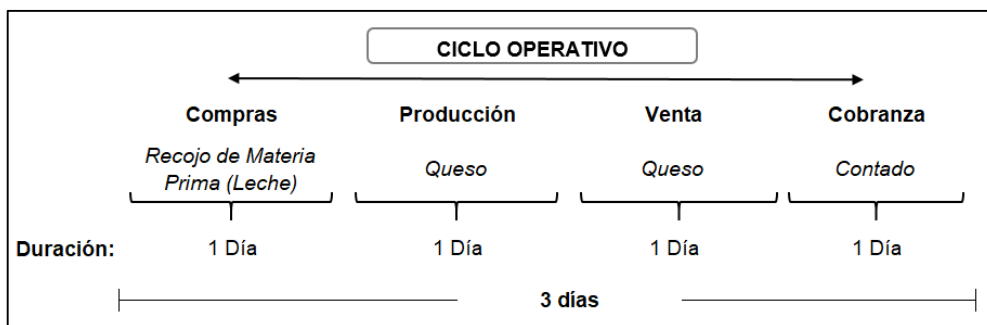 CICLO OPERATIVO
Compras Producción Venta Cobranza
Recojo de Materia
Prima (Leche) Queso Queso Contado
Duración: 1 Día 1 Día 1 Día 1 Día
3 días